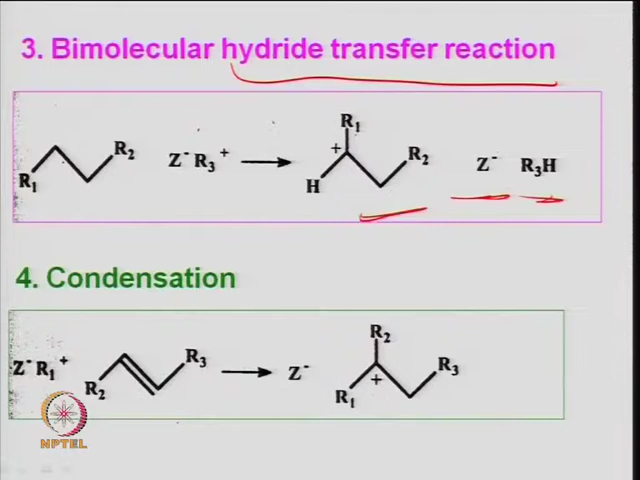 3. Bimolecular hydride transfer reaction
R1 R2 Z- R3+ H + R1 R2 Z- R3H
4. Condensation
Z- R1+ R2 R3 Z- R2 R1 + R3
NPTEL